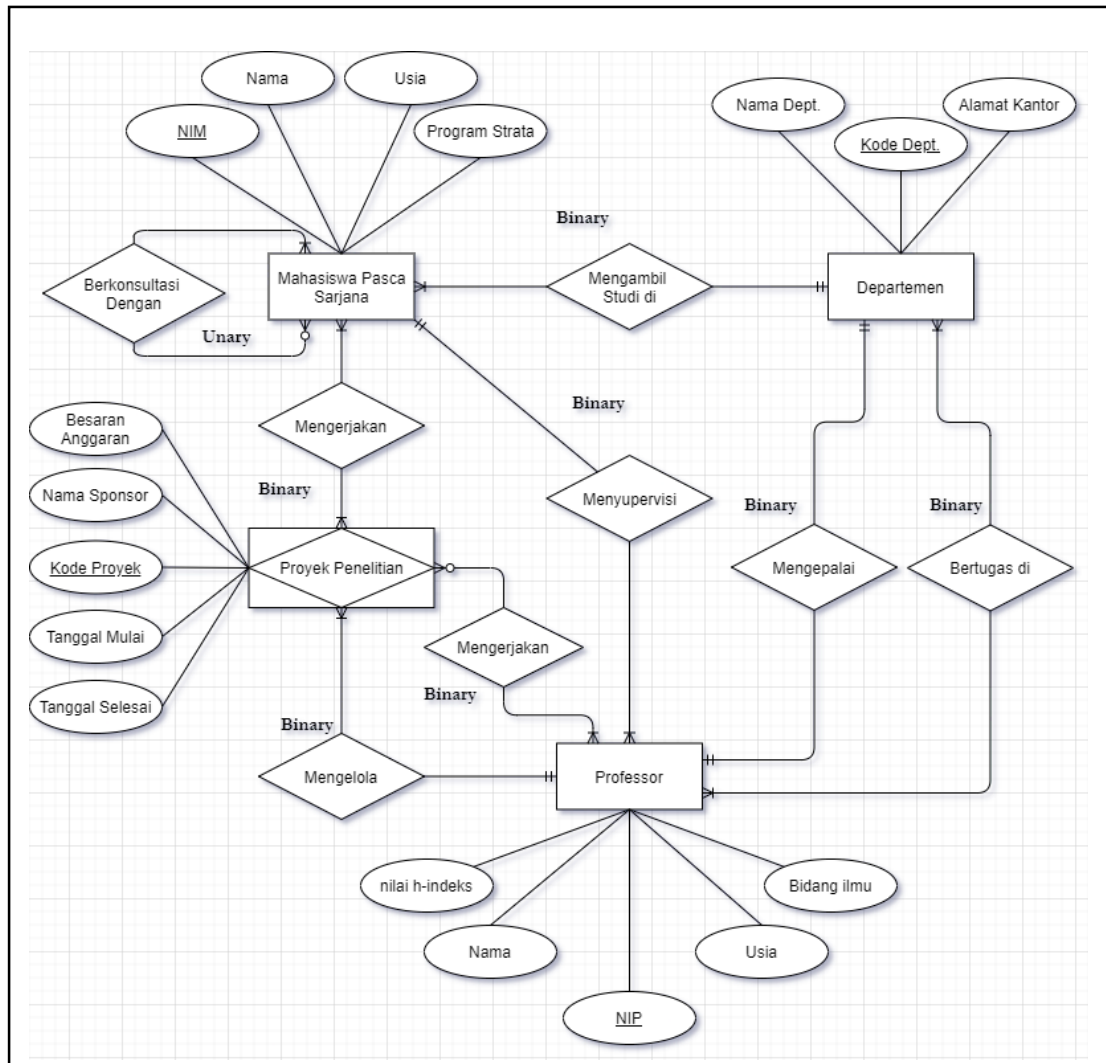 Nama
Usia
NIM
Program Strata
Nama Dept.
Alamat Kantor
Kode Dept.
Binary
Berkonsultasi
Dengan
Mahasiswa Pasca
Sarjana
Mengambil
Studi di
Departemen
Unary
Besaran
Anggaran
Mengerjakan
Binary
Nama Sponsor
Binary
Menyupervisi
Binary
Binary
Kode Proyek
Proyek Penelitian
Mengepalai
Bertugas di
Tanggal Mulai
Mengerjakan
Tanggal Selesai
Binary
Binary
Mengelola
Professor
nilai h-indeks
Bidang ilmu
Nama
Usia
NIP